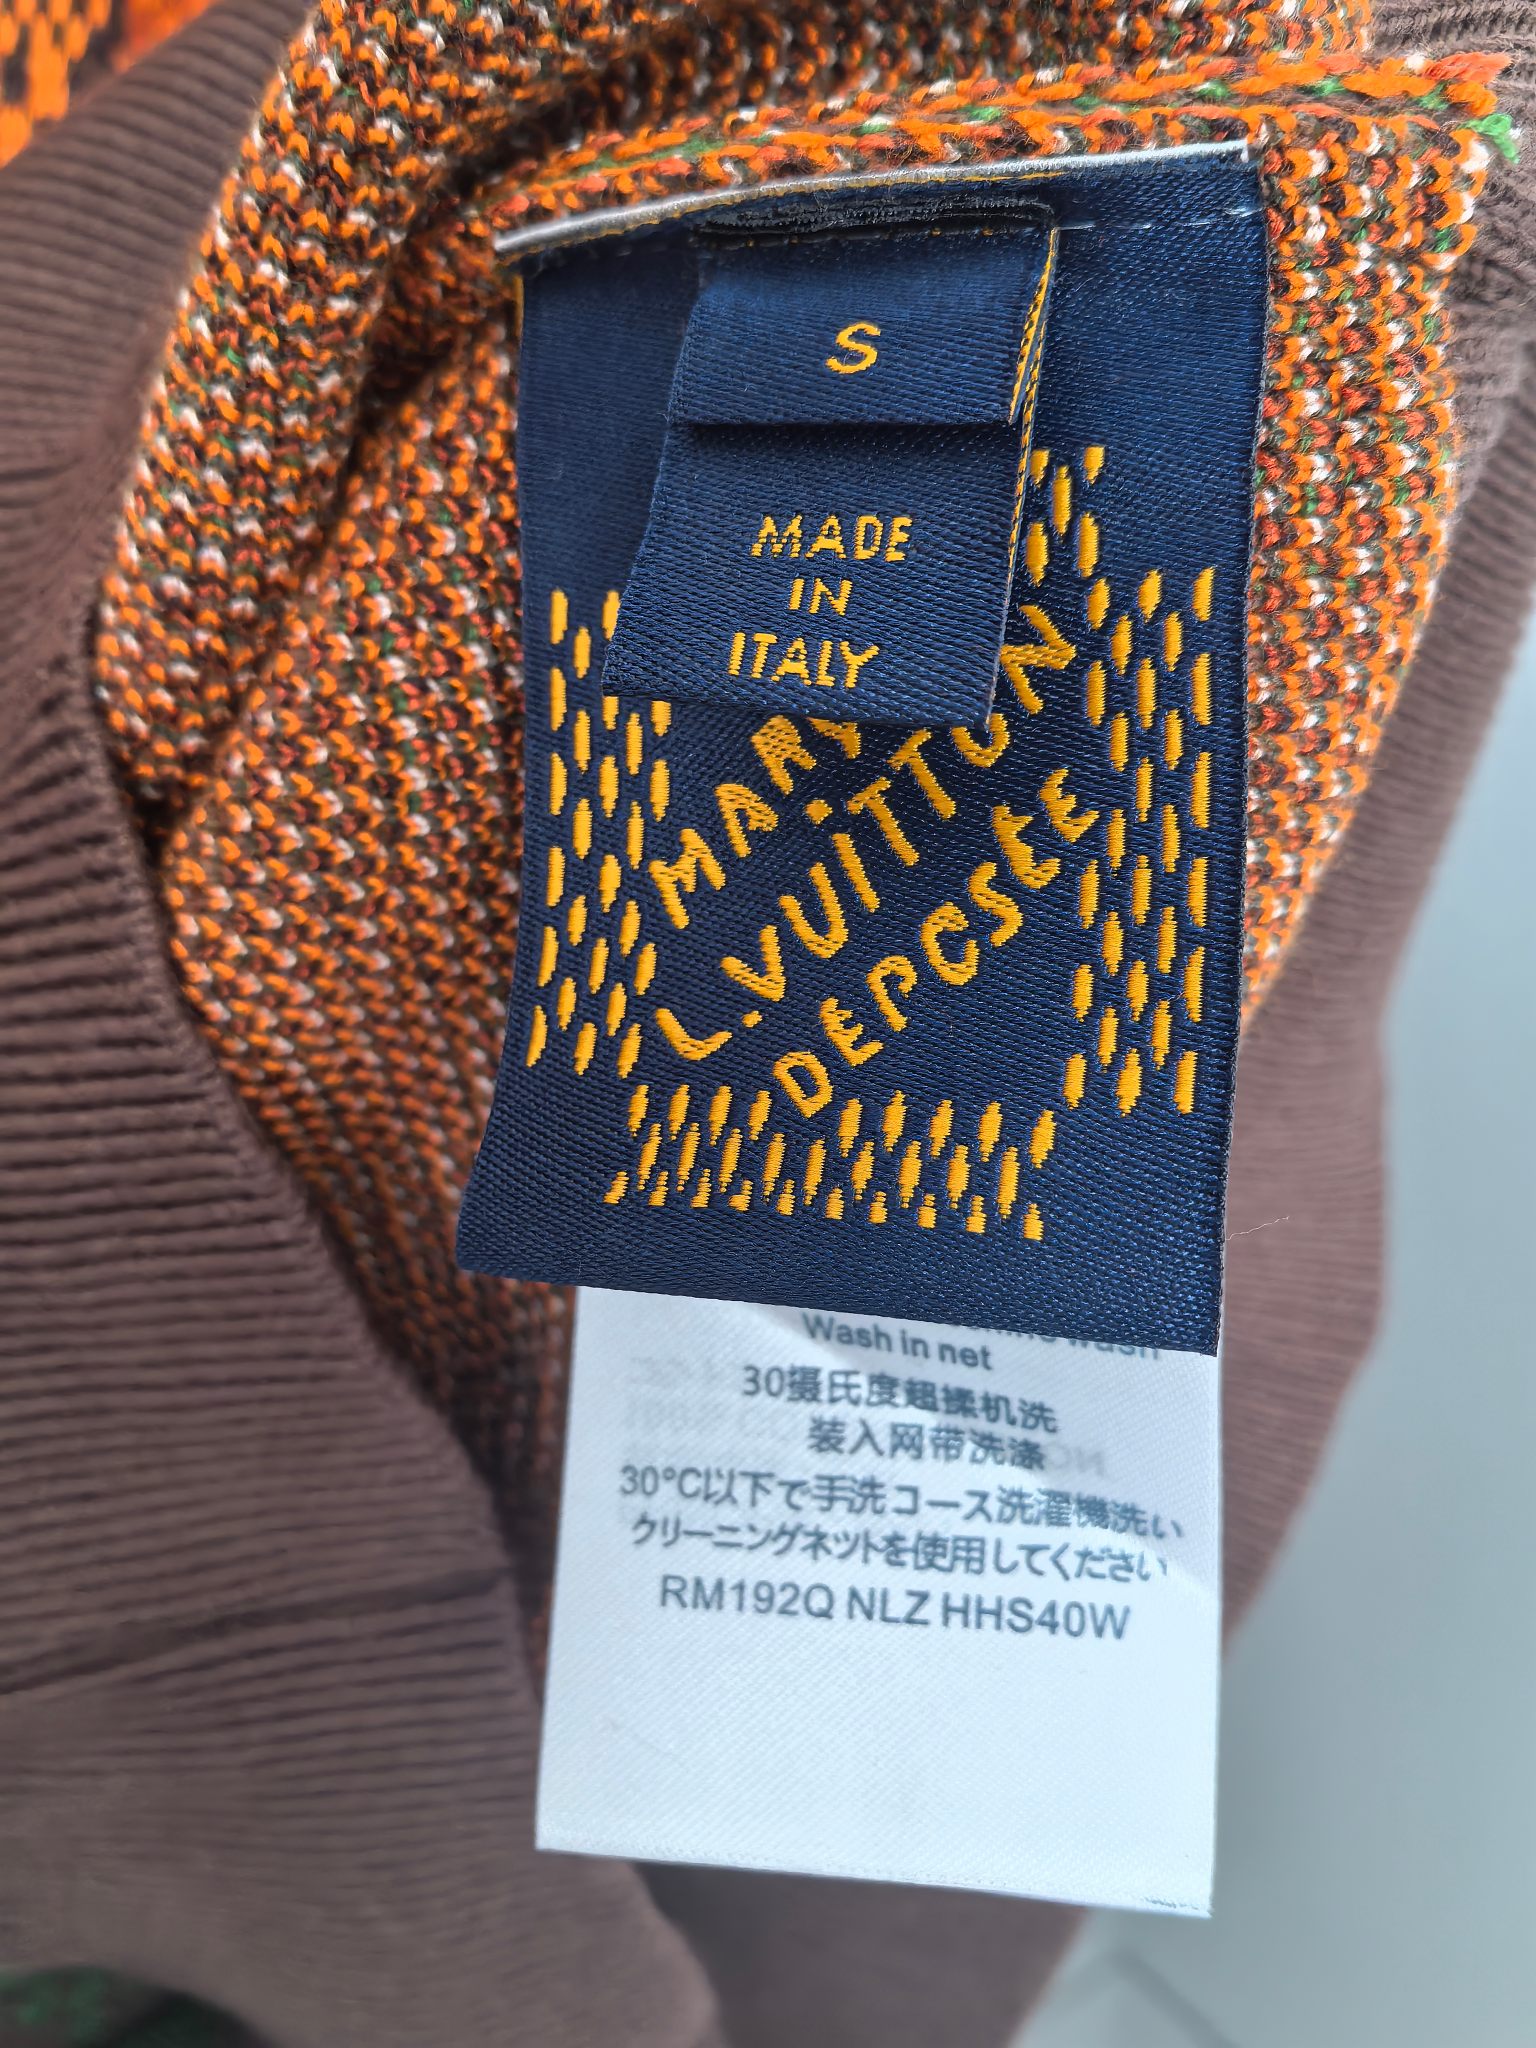 S
MADE
IN
ITALY
L.VUITTON
DEPCSEE
Wash in net
30摄氏度超揉机洗
装入网带洗涤
30°C以下で手洗コース洗濯機洗い
クリーニングネットを使用してください
RM192Q NLZ HHS40W